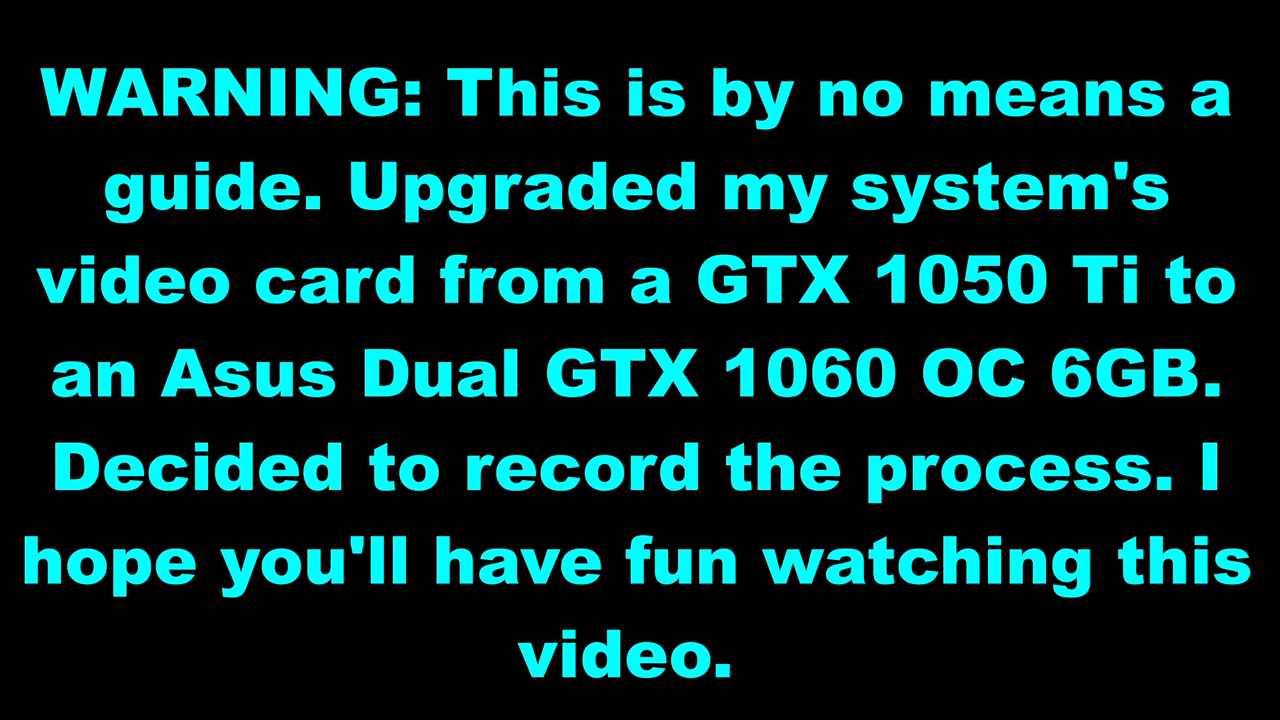 WARNING: This is by no means a
guide. Upgraded my system's
video card from a GTX 1050 Ti to
an Asus Dual GTX 1060 OC 6GB.
Decided to record the process. I
hope you'll have fun watching this
video.